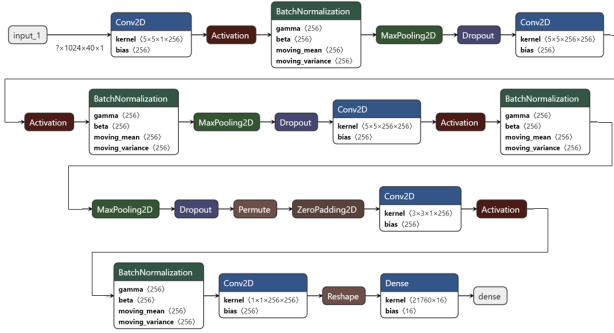 input_1
?×1024×40×1
Conv2D
kernel ⟨5×5×1×256⟩
bias ⟨256⟩
Activation
BatchNormalization
gamma ⟨256⟩
beta ⟨256⟩
moving_mean ⟨256⟩
moving_variance ⟨256⟩
MaxPooling2D
Dropout
Conv2D
kernel ⟨5×5×256×256⟩
bias ⟨256⟩
Activation
BatchNormalization
gamma ⟨256⟩
beta ⟨256⟩
moving_mean ⟨256⟩
moving_variance ⟨256⟩
MaxPooling2D
Dropout
Conv2D
kernel ⟨5×5×256×256⟩
bias ⟨256⟩
Activation
BatchNormalization
gamma ⟨256⟩
beta ⟨256⟩
moving_mean ⟨256⟩
moving_variance ⟨256⟩
MaxPooling2D
Dropout
Permute
ZeroPadding2D
Conv2D
kernel ⟨3×3×1×256⟩
bias ⟨256⟩
Activation
BatchNormalization
gamma ⟨256⟩
beta ⟨256⟩
moving_mean ⟨256⟩
moving_variance ⟨256⟩
Conv2D
kernel ⟨1×1×256×256⟩
bias ⟨256⟩
Reshape
Dense
kernel ⟨21760×16⟩
bias ⟨16⟩
dense